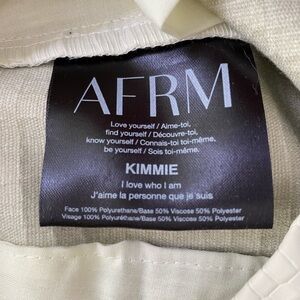 AFRM
Love yourself / Aime-toi,
find yourself / Découvre-toi,
know yourself / Connais-toi toi-même,
be yourself / Sois toi-même.
KIMMIE
I love who I am
J'aime la personne que je suis
Face 100% Polyurethane/Base 50% Viscose 50% Polyester
Visage 100% Polyuréthane/Base 50% Viscose 50% Polyester